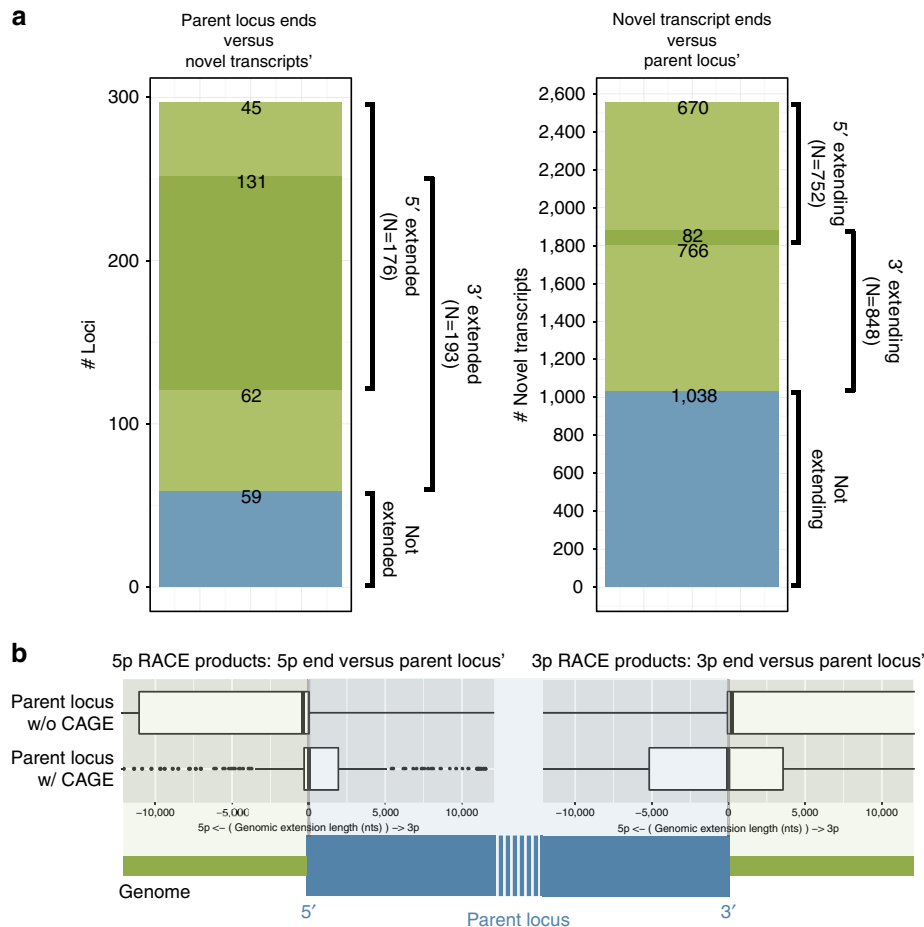 a
Parent locus ends
versus
novel transcripts'
Novel transcript ends
versus
parent locus'
# Loci
300
200
100
0
45
131
62
59
5′ extended
(N=176)
3′ extended
(N=193)
Not
extended
# Novel transcripts
2,600
2,400
2,200
2,000
1,800
1,600
1,400
1,200
1,000
800
600
400
200
0
670
82
766
1,038
5′ extending
(N=752)
3′ extending
(N=848)
Not
extending
b
5p RACE products: 5p end versus parent locus'
3p RACE products: 3p end versus parent locus'
Parent locus
w/o CAGE
Parent locus
w/ CAGE
−10,000 −5,000 0 5,000 10,000
5p <− ( Genomic extension length (nts) ) −> 3p
−10,000 −5,000 0 5,000 10,000
5p <− ( Genomic extension length (nts) ) −> 3p
Genome
5′
Parent locus
3′